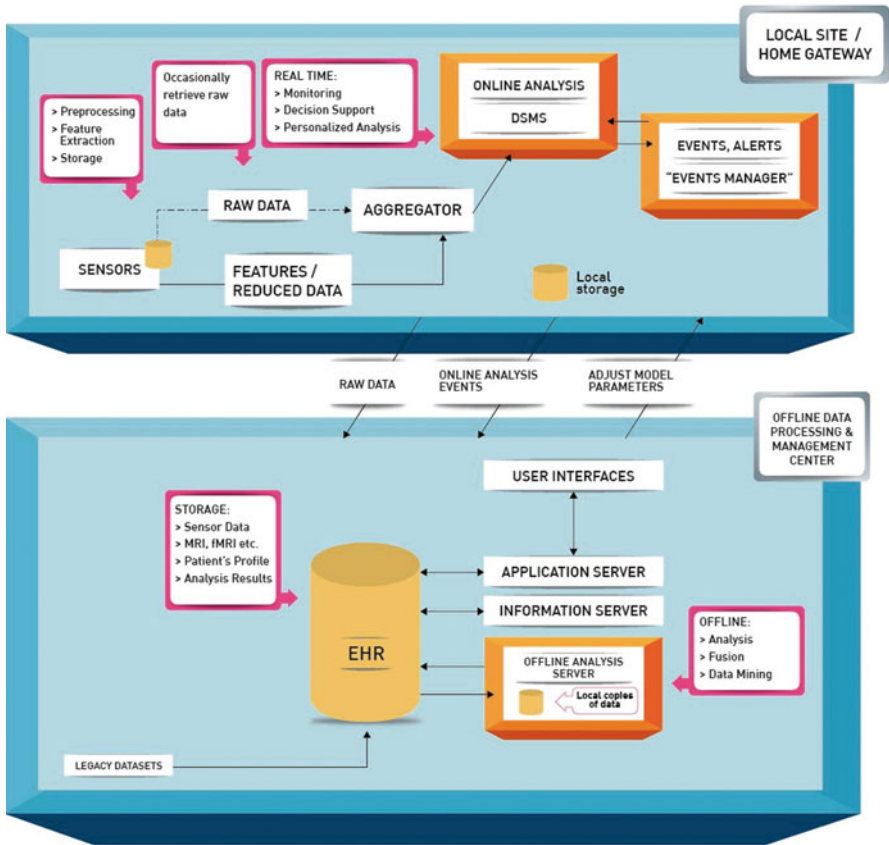 LOCAL SITE /
HOME GATEWAY
> Preprocessing
> Feature
Extraction
> Storage
Occasionally
retrieve raw
data
REAL TIME:
> Monitoring
> Decision Support
> Personalized Analysis
ONLINE ANALYSIS
DSMS
EVENTS, ALERTS
"EVENTS MANAGER"
RAW DATA
AGGREGATOR
SENSORS
FEATURES /
REDUCED DATA
Local
storage
RAW DATA
ONLINE ANALYSIS
EVENTS
ADJUST MODEL
PARAMETERS
OFFLINE DATA
PROCESSING &
MANAGEMENT
CENTER
USER INTERFACES
STORAGE:
> Sensor Data
> MRI, fMRI etc.
> Patient's Profile
> Analysis Results
APPLICATION SERVER
INFORMATION SERVER
EHR
OFFLINE ANALYSIS
SERVER
Local copies
of data
OFFLINE:
> Analysis
> Fusion
> Data Mining
LEGACY DATASETS